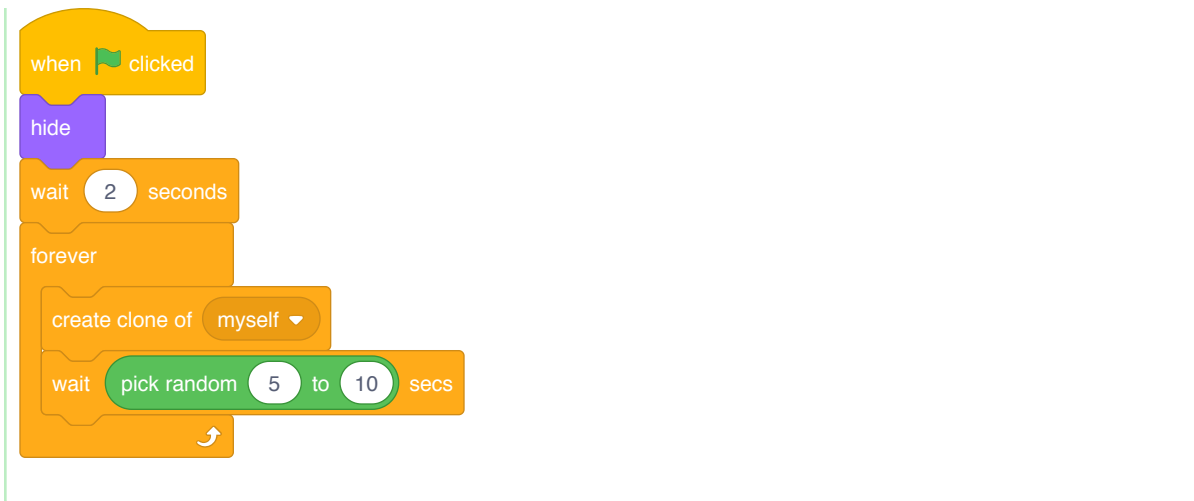 when clicked
hide
wait 2 seconds
forever
create clone of myself
wait pick random 5 to 10 secs